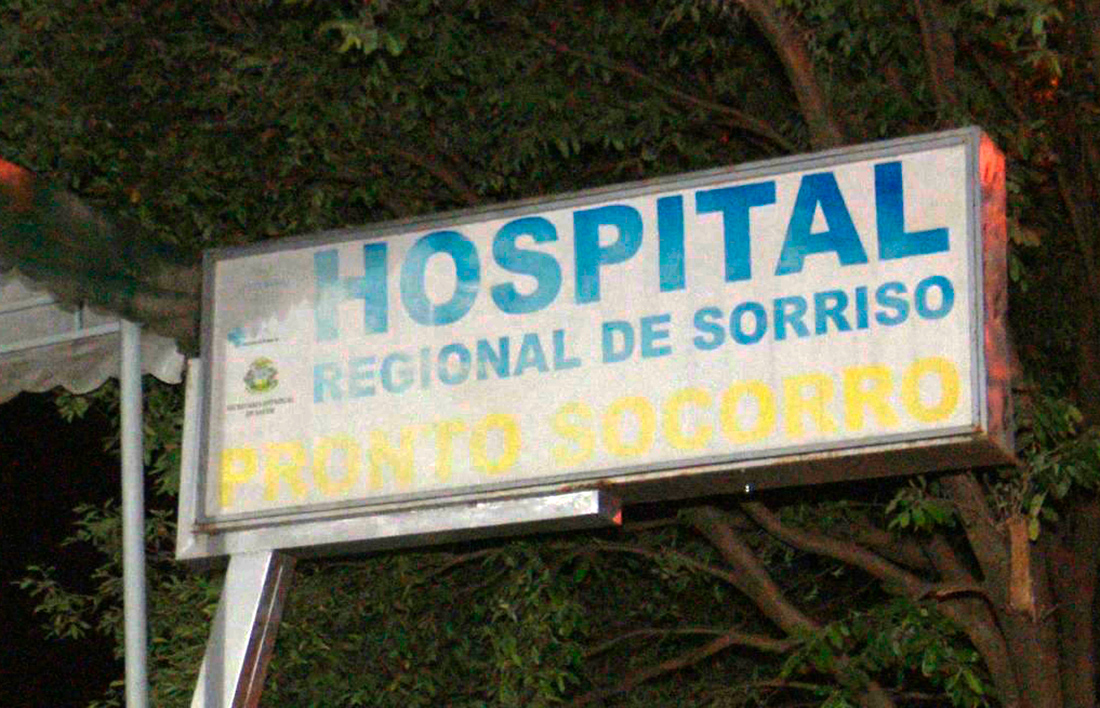 HOSPITAL
REGIONAL DE SORRISO
PRONTO SOCORRO